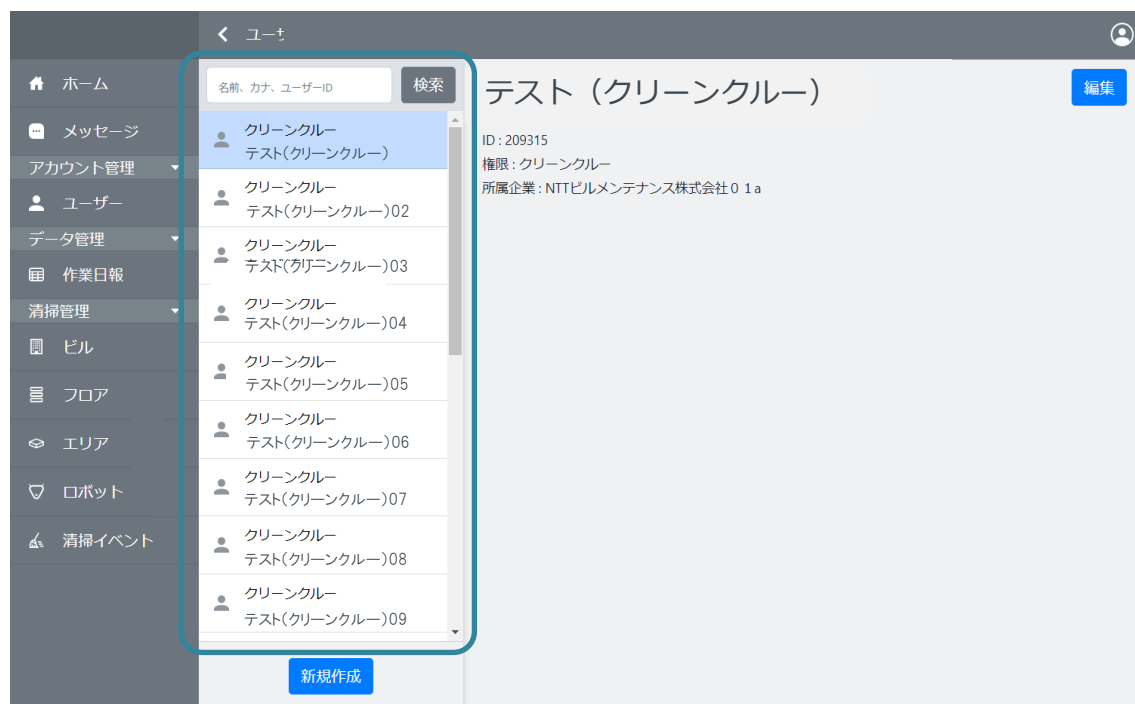 ホーム
メッセージ
アカウント管理
ユーザー
データ管理
作業日報
清掃管理
ビル
フロア
エリア
ロボット
清掃イベント
名前、カナ、ユーザーID
検索
クリーンクルー
テスト(クリーンクルー)
クリーンクルー
テスト(クリーンクルー)02
クリーンクルー
テスト(クリーンクルー)03
クリーンクルー
テスト(クリーンクルー)04
クリーンクルー
テスト(クリーンクルー)05
クリーンクルー
テスト(クリーンクルー)06
クリーンクルー
テスト(クリーンクルー)07
クリーンクルー
テスト(クリーンクルー)08
クリーンクルー
テスト(クリーンクルー)09
新規作成
テスト（クリーンクルー）
編集
ID : 209315
権限 : クリーンクルー
所属企業 : NTTビルメンテナンス株式会社０１a